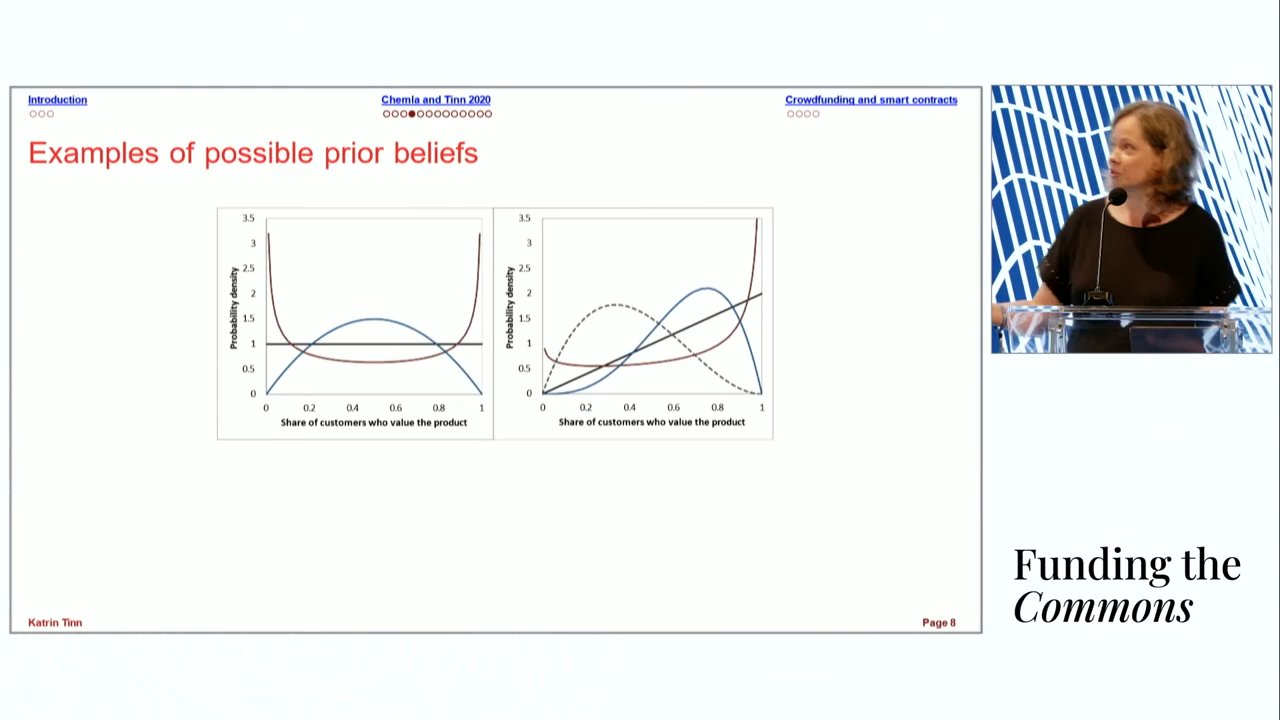 Introduction
Chemla and Tinn 2020
Crowdfunding and smart contracts
Examples of possible prior beliefs
3.5
3
2.5
2
1.5
1
0.5
0
Probability density
0 0.2 0.4 0.6 0.8 1
Share of customers who value the product
3.5
3
2.5
2
1.5
1
0.5
0
Probability density
0 0.2 0.4 0.6 0.8 1
Share of customers who value the product
Katrin Tinn
Page 8
Funding the
Commons